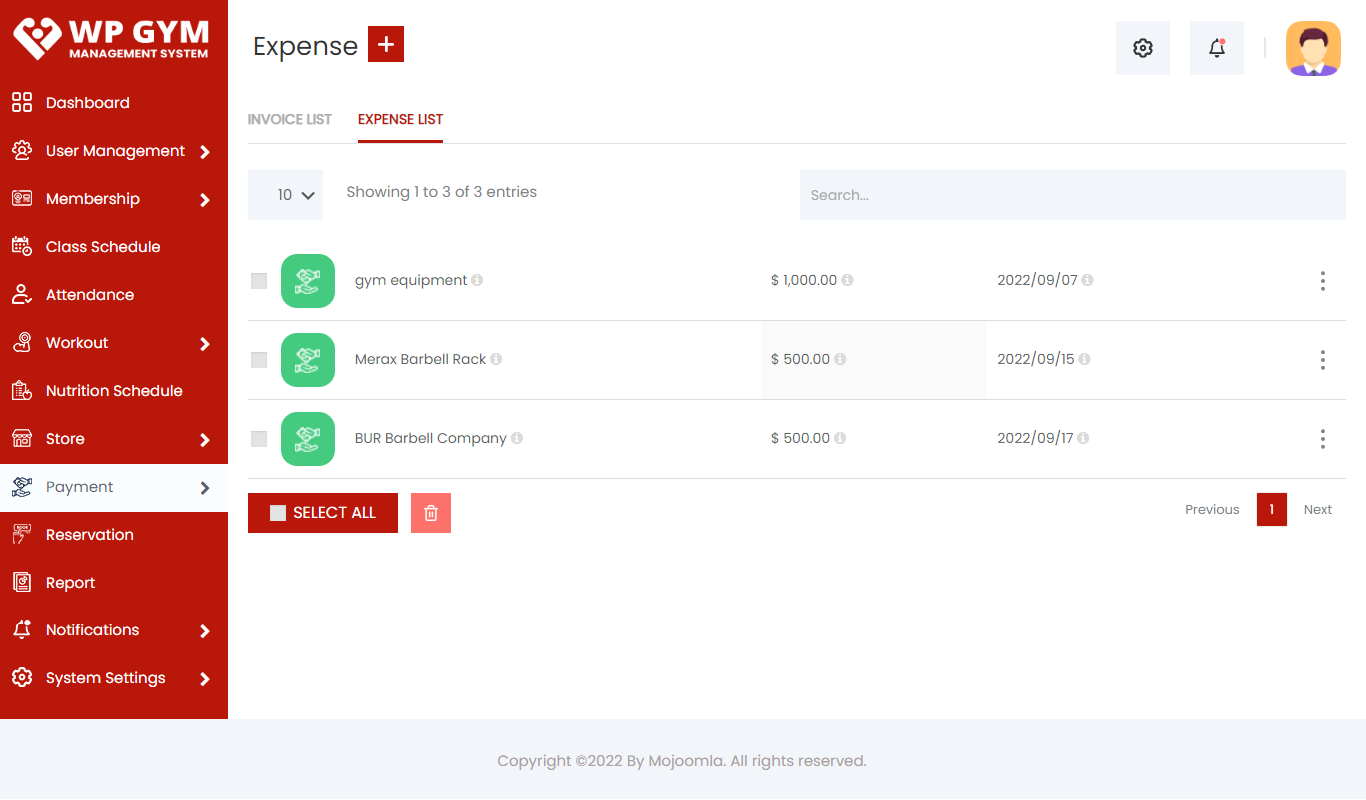 WP GYM
MANAGEMENT SYSTEM
Dashboard
User Management
Membership
Class Schedule
Attendance
Workout
Nutrition Schedule
Store
Payment
Reservation
Report
Notifications
System Settings
Expense +
INVOICE LIST EXPENSE LIST
10 Showing 1 to 3 of 3 entries Search...
gym equipment $ 1,000.00 2022/09/07
Merax Barbell Rack $ 500.00 2022/09/15
BUR Barbell Company $ 500.00 2022/09/17
SELECT ALL Previous 1 Next
Copyright ©2022 By Mojoomla. All rights reserved.